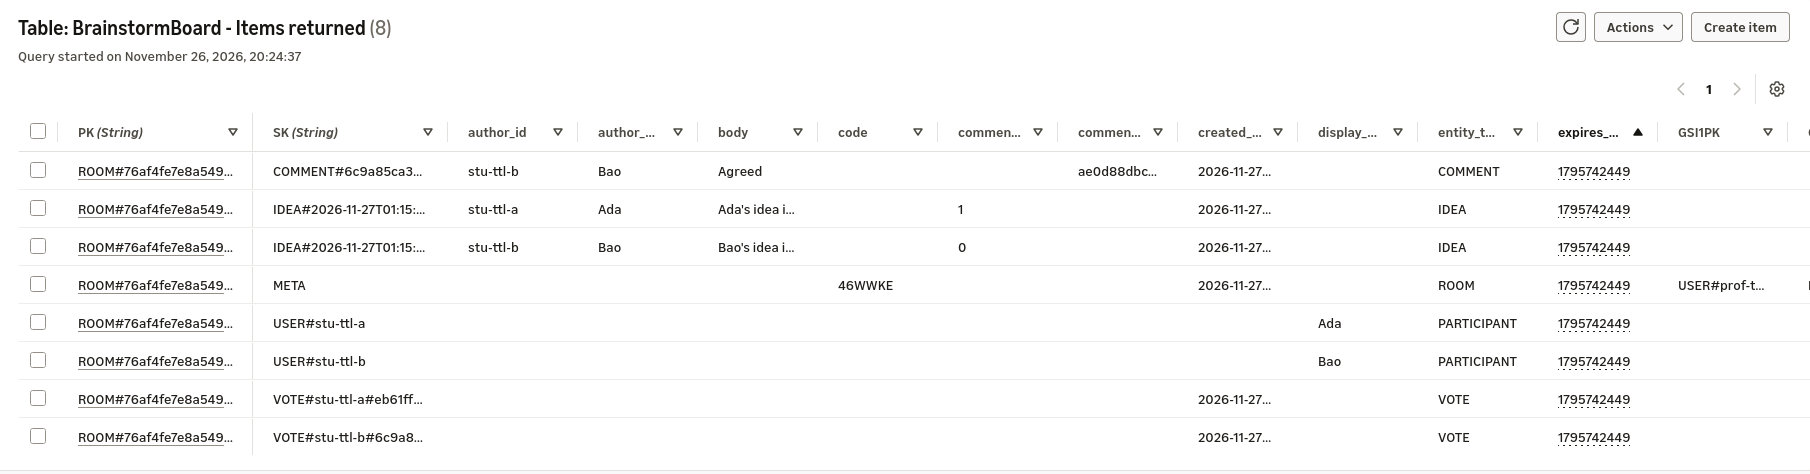 Table: BrainstormBoard - Items returned (8)
Actions
Create item
Query started on November 26, 2026, 20:24:37
1
PK (String) SK (String) author_id author_... body code commen... commen... created_... display_... entity_t... expires_... GSI1PK
ROOM#76af4fe7e8a549... COMMENT#6c9a85ca3... stu-ttl-b Bao Agreed ae0d88dbc... 2026-11-27... COMMENT 1795742449
ROOM#76af4fe7e8a549... IDEA#2026-11-27T01:15:... stu-ttl-a Ada Ada's idea i... 1 2026-11-27... IDEA 1795742449
ROOM#76af4fe7e8a549... IDEA#2026-11-27T01:15:... stu-ttl-b Bao Bao's idea i... 0 2026-11-27... IDEA 1795742449
ROOM#76af4fe7e8a549... META 46WWKE 2026-11-27... ROOM 1795742449 USER#prof-t...
ROOM#76af4fe7e8a549... USER#stu-ttl-a Ada PARTICIPANT 1795742449
ROOM#76af4fe7e8a549... USER#stu-ttl-b Bao PARTICIPANT 1795742449
ROOM#76af4fe7e8a549... VOTE#stu-ttl-a#eb61ff... 2026-11-27... VOTE 1795742449
ROOM#76af4fe7e8a549... VOTE#stu-ttl-b#6c9a8... 2026-11-27... VOTE 1795742449